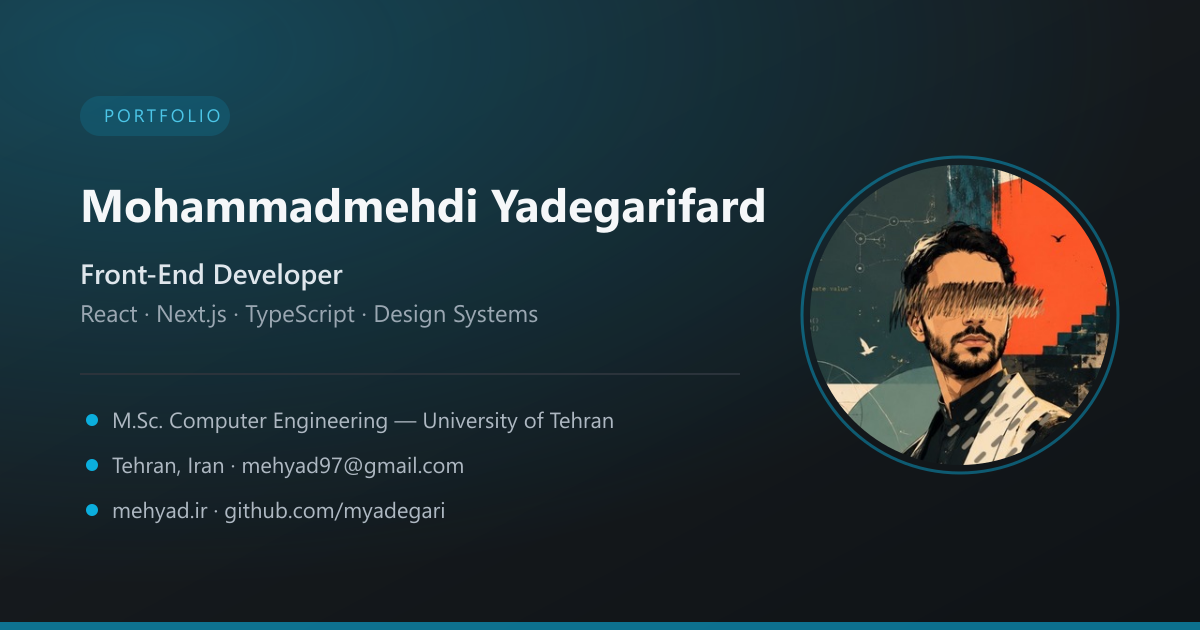 PORTFOLIO
Mohammadmehdi Yadegarifard
Front-End Developer
React · Next.js · TypeScript · Design Systems
M.Sc. Computer Engineering — University of Tehran
Tehran, Iran · mehyad97@gmail.com
mehyad.ir · github.com/myadegari